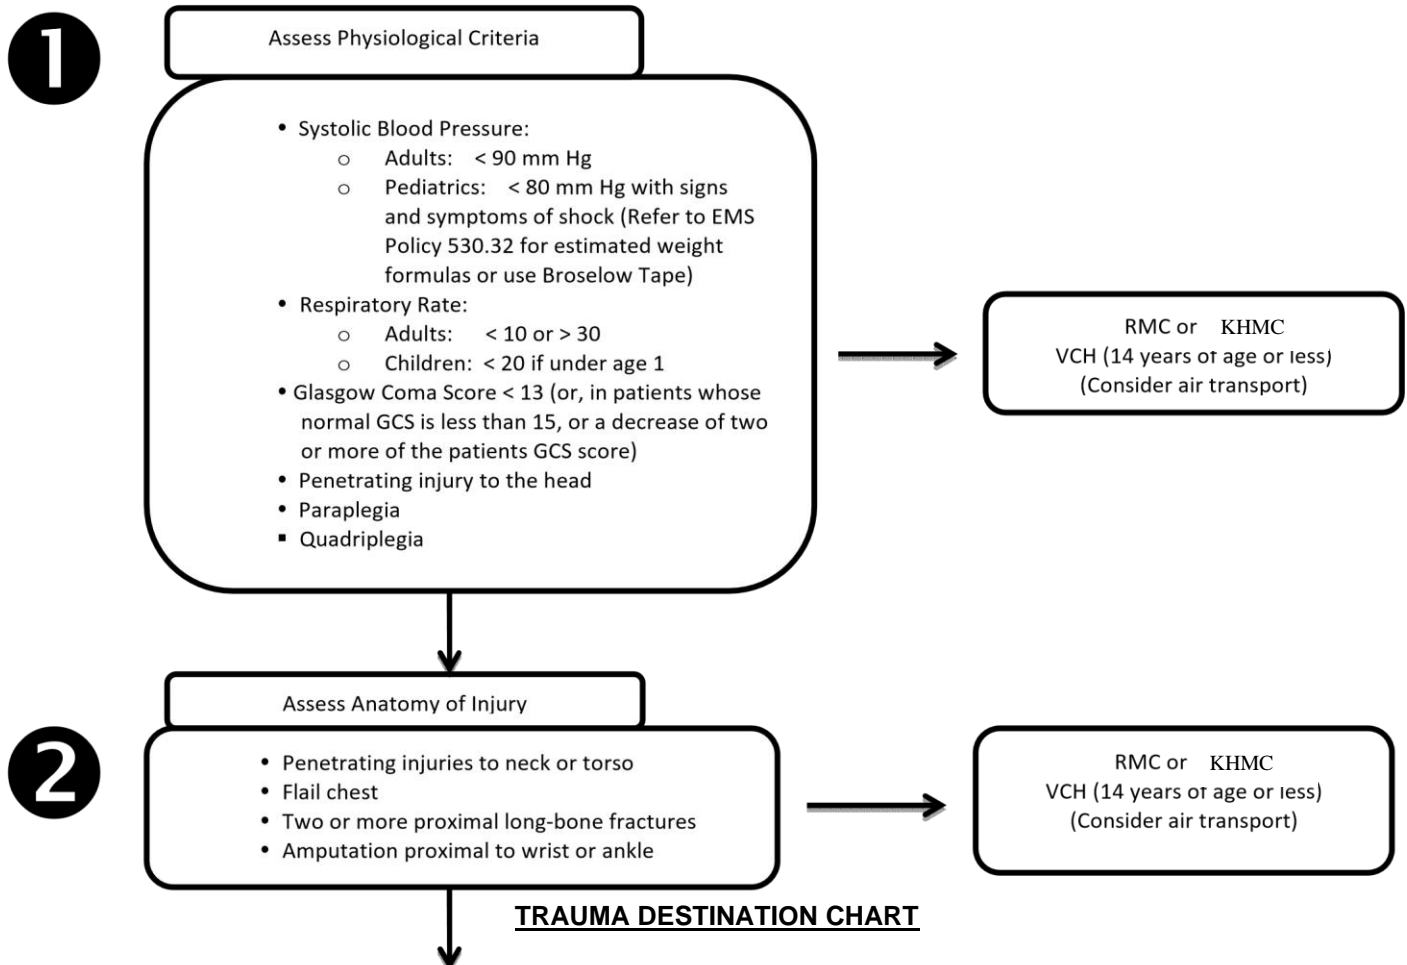 1
Assess Physiological Criteria
• Systolic Blood Pressure:
o Adults: < 90 mm Hg
o Pediatrics: < 80 mm Hg with signs
and symptoms of shock (Refer to EMS
Policy 530.32 for estimated weight
formulas or use Broselow Tape)
• Respiratory Rate:
o Adults: < 10 or > 30
o Children: < 20 if under age 1
• Glasgow Coma Score < 13 (or, in patients whose
normal GCS is less than 15, or a decrease of two
or more of the patients GCS score)
• Penetrating injury to the head
• Paraplegia
▪ Quadriplegia
RMC or KHMC
VCH (14 years of age or less)
(Consider air transport)
2
Assess Anatomy of Injury
• Penetrating injuries to neck or torso
• Flail chest
• Two or more proximal long-bone fractures
• Amputation proximal to wrist or ankle
RMC or KHMC
VCH (14 years of age or less)
(Consider air transport)
TRAUMA DESTINATION CHART